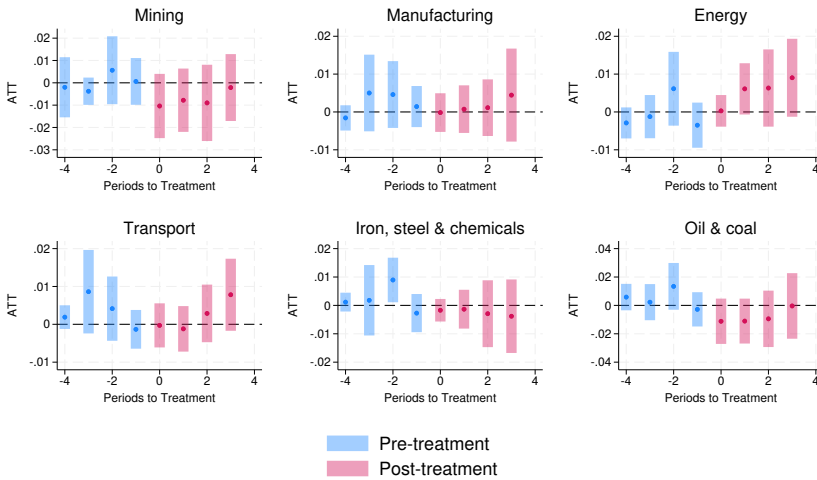 Mining
ATT
.02
.01
0
-.01
-.02
-.03
-4
-2
0
2
4
Periods to Treatment
Manufacturing
ATT
.02
.01
0
-.01
-4
-2
0
2
4
Periods to Treatment
Energy
ATT
.02
.01
0
-.01
-4
-2
0
2
4
Periods to Treatment
Transport
ATT
.02
.01
0
-.01
-4
-2
0
2
4
Periods to Treatment
Iron, steel & chemicals
ATT
.02
.01
0
-.01
-.02
-4
-2
0
2
4
Periods to Treatment
Oil & coal
ATT
.04
.02
0
-.02
-.04
-4
-2
0
2
4
Periods to Treatment
Pre-treatment
Post-treatment